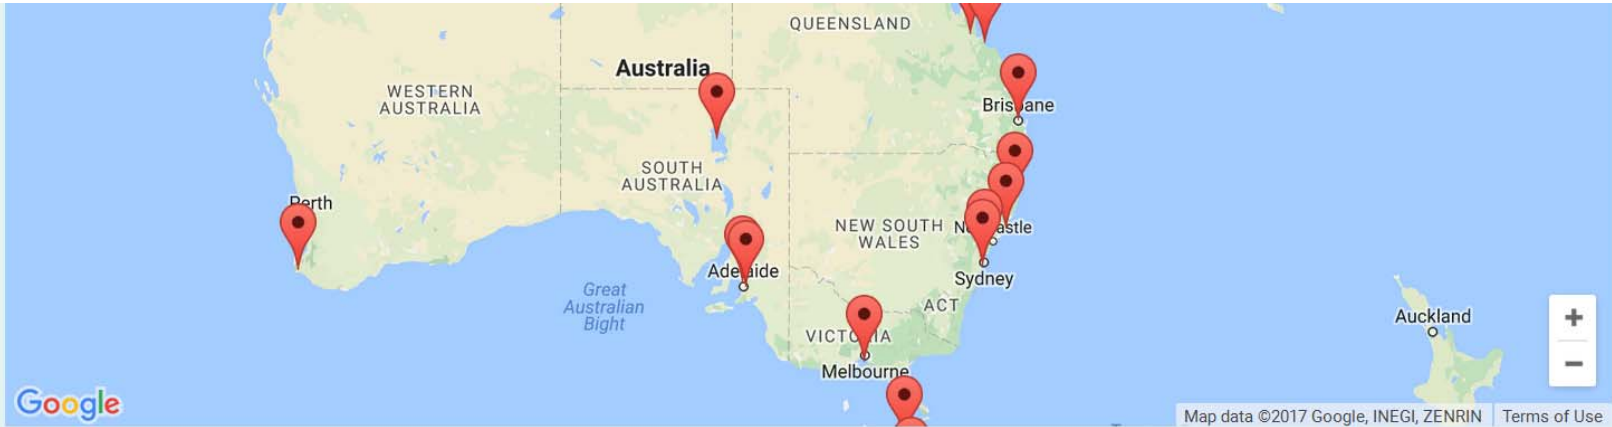 QUEENSLAND
Australia
WESTERN
AUSTRALIA
Brisbane
SOUTH
AUSTRALIA
Perth
NEW SOUTH
WALES
Newcastle
Adelaide
Sydney
Great
Australian
Bight
ACT
Auckland
VICTORIA
Melbourne
Google
+
−
Map data ©2017 Google, INEGI, ZENRIN
Terms of Use